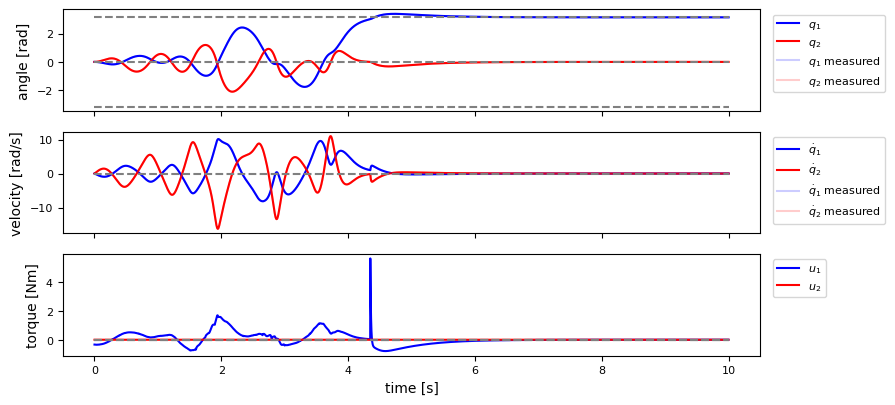 angle [rad]
2
0
−2
q₁
q₂
q₁ measured
q₂ measured
velocity [rad/s]
10
0
−10
q̇₁
q̇₂
q̇₁ measured
q̇₂ measured
torque [Nm]
4
2
0
u₁
u₂
0
2
4
6
8
10
time [s]